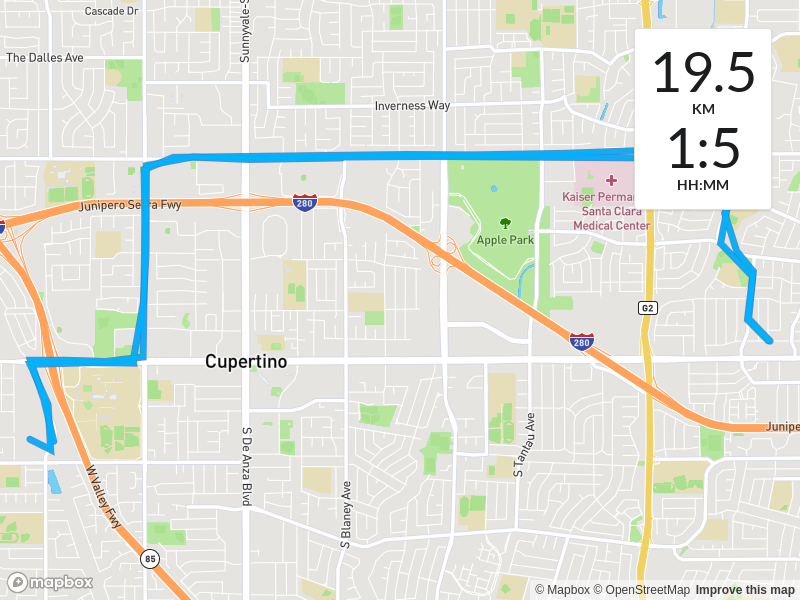 Cascade Dr
Sunnyvale-S
The Dalles Ave
Inverness Way
19.5
KM
1:5
HH:MM
Junipero Serra Fwy
280
Kaiser Perman
Santa Clara
Medical Center
Apple Park
G2
280
Cupertino
S De Anza Blvd
S Blaney Ave
S Tantau Ave
Junipe
W Valley Fwy
85
mapbox
© Mapbox © OpenStreetMap Improve this map